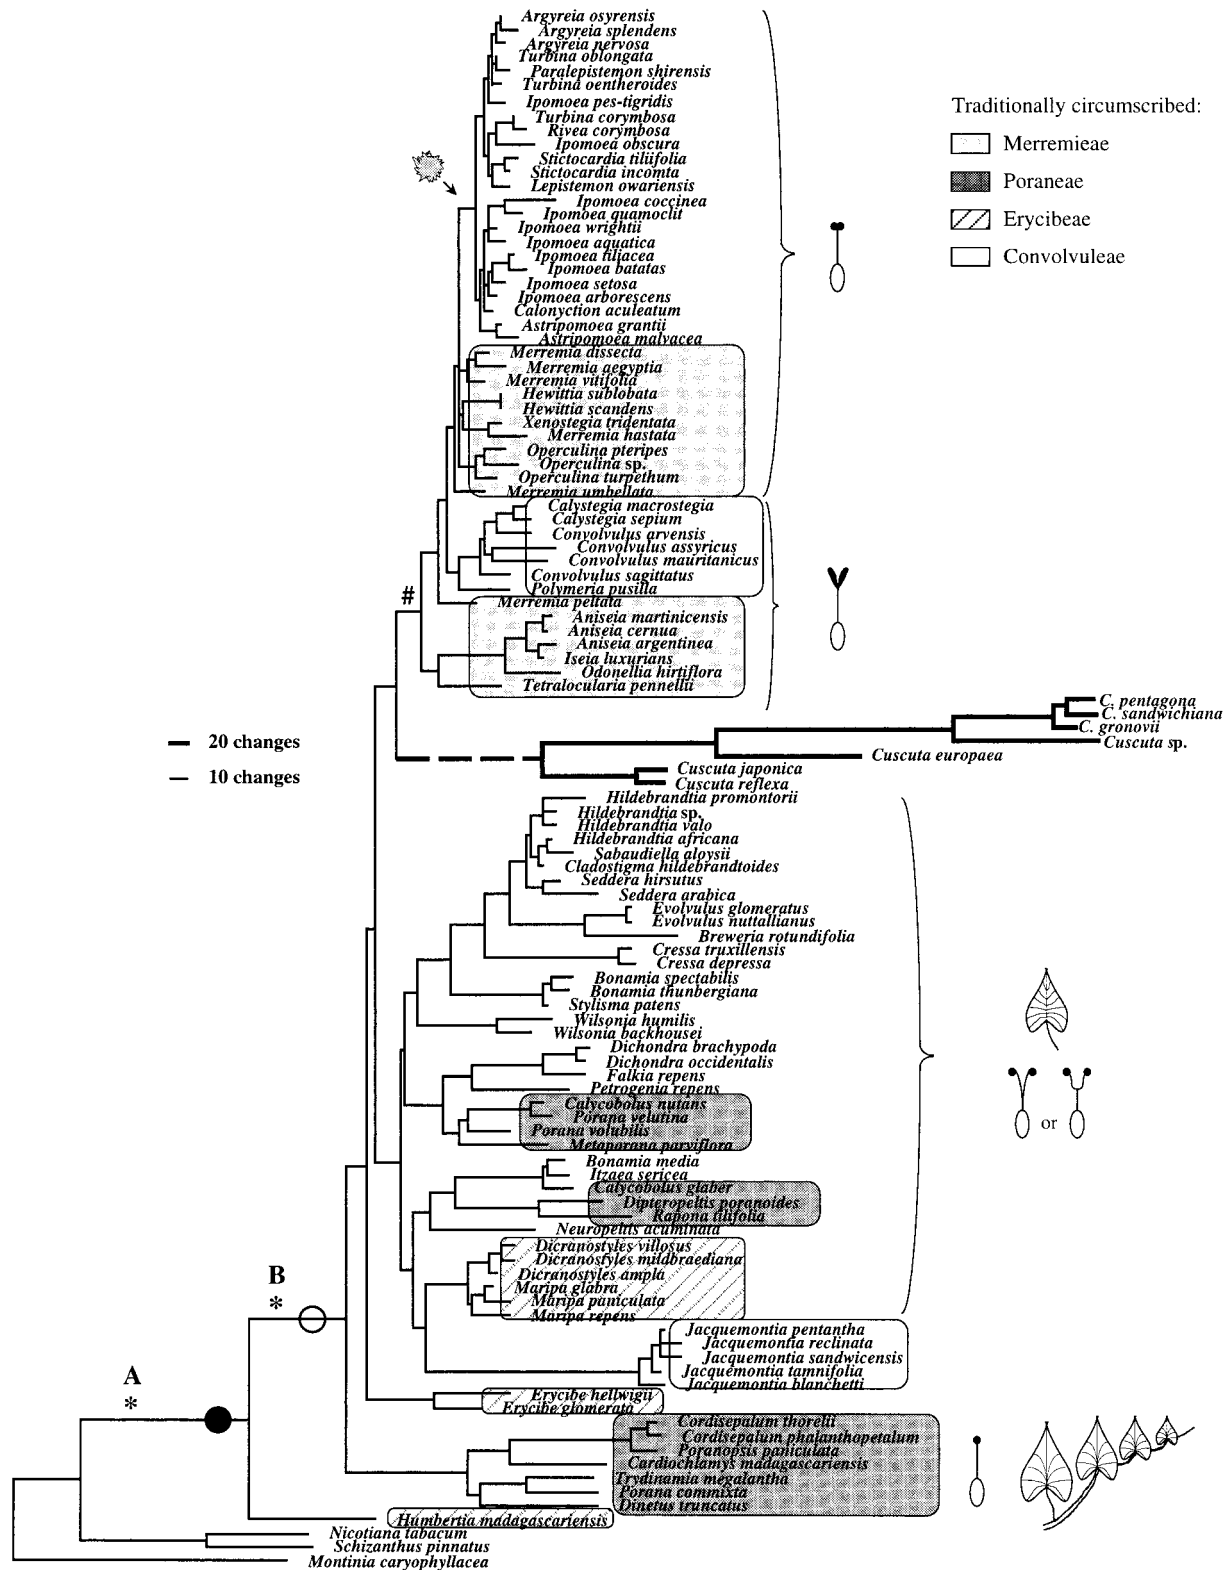 Argyreia osyrensis
Argyreia splendens
Argyreia nervosa
Turbina oblongata
Paralepistemon shirensis
Turbina oentheroides
Ipomoea pes-tigridis
Turbina corymbosa
Rivea corymbosa
Ipomoea obscura
Stictocardia tiliifolia
Stictocardia incomta
Lepistemon owariensis
Ipomoea coccinea
Ipomoea quamoclit
Ipomoea wrightii
Ipomoea aquatica
Ipomoea tiliacea
Ipomoea batatas
Ipomoea setosa
Ipomoea arborescens
Calonyction aculeatum
Astripomoea grantii
Astripomoea malvacea
Merremia dissecta
Merremia aegyptia
Merremia vitifolia
Hewittia sublobata
Hewittia scandens
Xenostegia tridentata
Merremia hastata
Operculina pteripes
Operculina sp.
Operculina turpethum
Merremia umbellata
Calystegia macrostegia
Calystegia sepium
Convolvulus arvensis
Convolvulus assyricus
Convolvulus mauritanicus
Convolvulus sagittatus
Polymeria pusilla
#
Merremia peltata
Aniseia martinicensis
Aniseia cernua
Aniseia argentinea
Iseia luxurians
Odonellia hirtiflora
Tetralocularia pennellii
Traditionally circumscribed:
Merremieae
Poraneae
Erycibeae
Convolvuleae
C. pentagona
C. sandwichiana
C. gronovii
Cuscuta sp.
Cuscuta europaea
Cuscuta japonica
Cuscuta reflexa
20 changes
10 changes
Hildebrandtia promontorii
Hildebrandtia sp.
Hildebrandtia valo
Hildebrandtia africana
Sabaudiella aloysii
Cladostigma hildebrandtoides
Seddera hirsutus
Seddera arabica
Evolvulus glomeratus
Evolvulus nuttallianus
Breweria rotundifolia
Cressa truxillensis
Cressa depressa
Bonamia spectabilis
Bonamia thunbergiana
Stylisma patens
Wilsonia humilis
Wilsonia backhousei
Dichondra brachypoda
Dichondra occidentalis
Falkia repens
Petrogenia repens
Calycobolus nutans
Porana velutina
Porana volubilis
Metaporana parviflora
Bonamia media
Itzaea sericea
Calycobolus glaber
Dipteropeltis poranoides
Rapona tiliifolia
Neuropeltis acuminata
Dicranostyles villosus
Dicranostyles mildbraediana
Dicranostyles ampla
Maripa glabra
Maripa paniculata
Maripa repens
Jacquemontia pentantha
Jacquemontia reclinata
Jacquemontia sandwicensis
Jacquemontia tamnifolia
Jacquemontia blanchetti
or
B
*
A
*
Erycibe hellwigii
Erycibe glomerata
Cordisepalum thorelii
Cordisepalum phalanthopetalum
Poranopsis paniculata
Cardiochlamys madagascariensis
Trydinamia megalantha
Porana commixta
Dinetus truncatus
Humbertia madagascariensis
Nicotiana tabacum
Schizanthus pinnatus
Montinia caryophyllacea